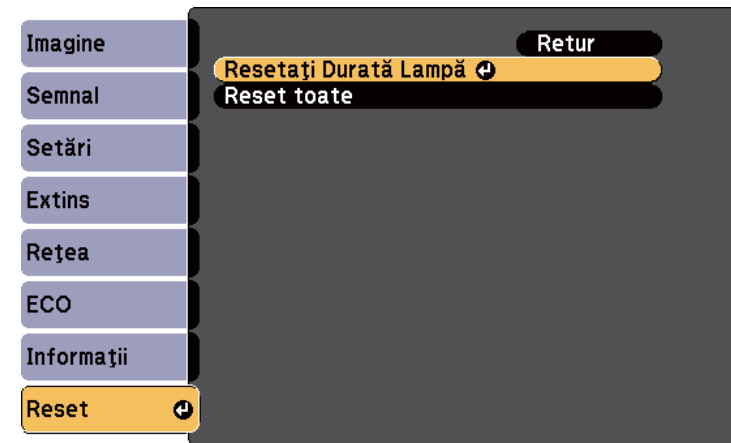 Imagine
Semnal
Setări
Extins
Reţea
ECO
Informaţii
Reset
Retur
Resetaţi Durată Lampă
Reset toate